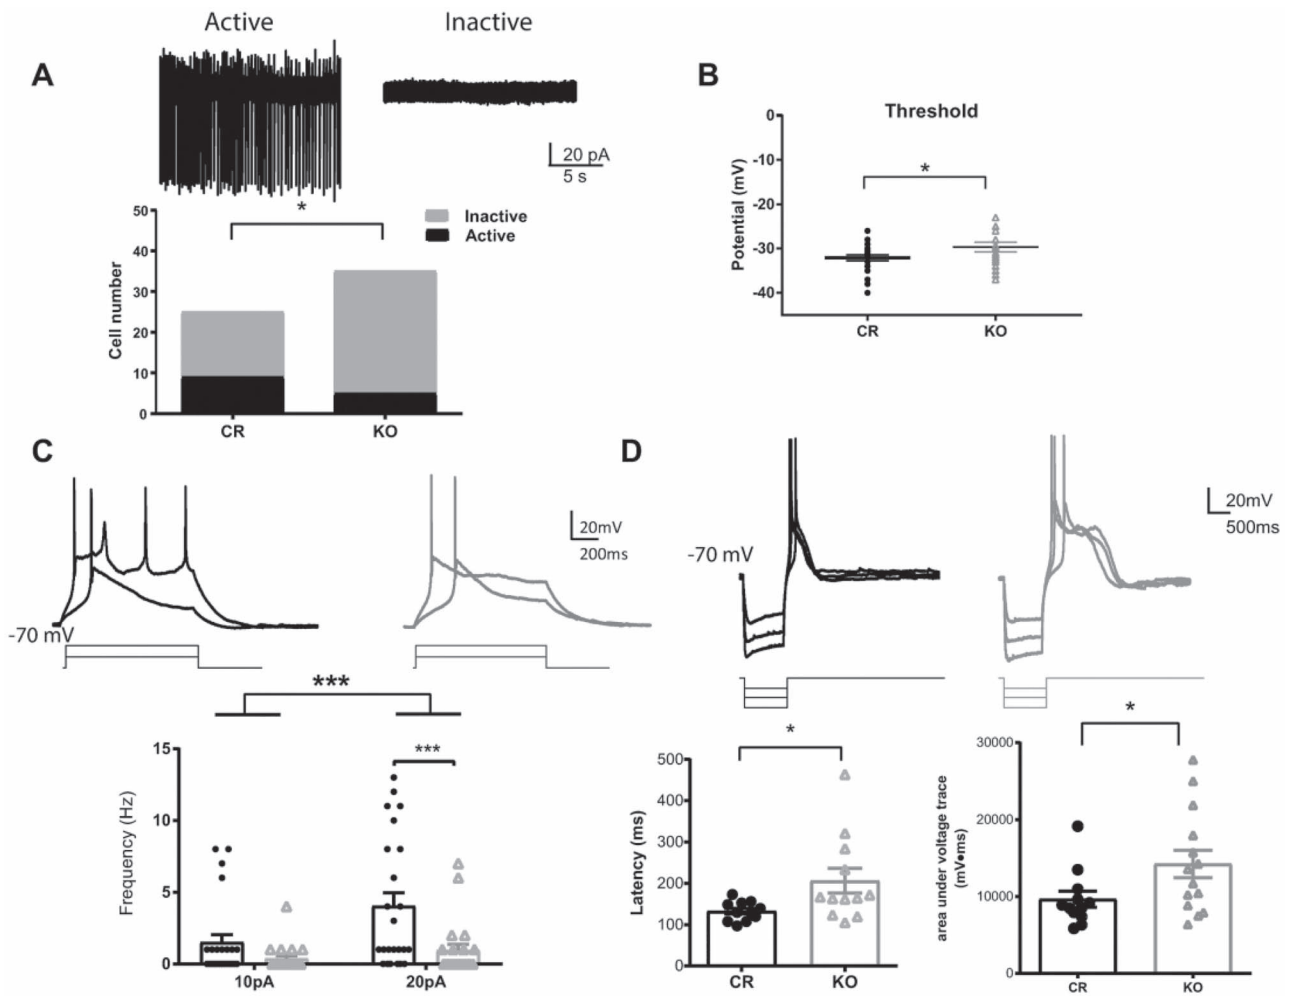 Active
Inactive
A
20 pA
5 s
*
Inactive
Active
50
40
30
20
10
0
Cell number
CR
KO
B
Threshold
0
-10
-20
-30
-40
Potential (mV)
*
CR
KO
C
20mV
200ms
-70 mV
***
***
15
10
5
0
Frequency (Hz)
10pA
20pA
D
-70 mV
20mV
500ms
*
500
400
300
200
100
0
Latency (ms)
CR
KO
*
30000
20000
10000
0
area under voltage trace
(mV•ms)
CR
KO